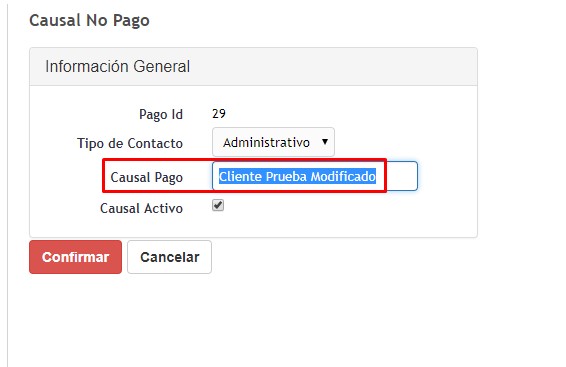 Causal No Pago
Información General
Pago Id 29
Tipo de Contacto Administrativo
Causal Pago Cliente Prueba Modificado
Causal Activo
Confirmar Cancelar